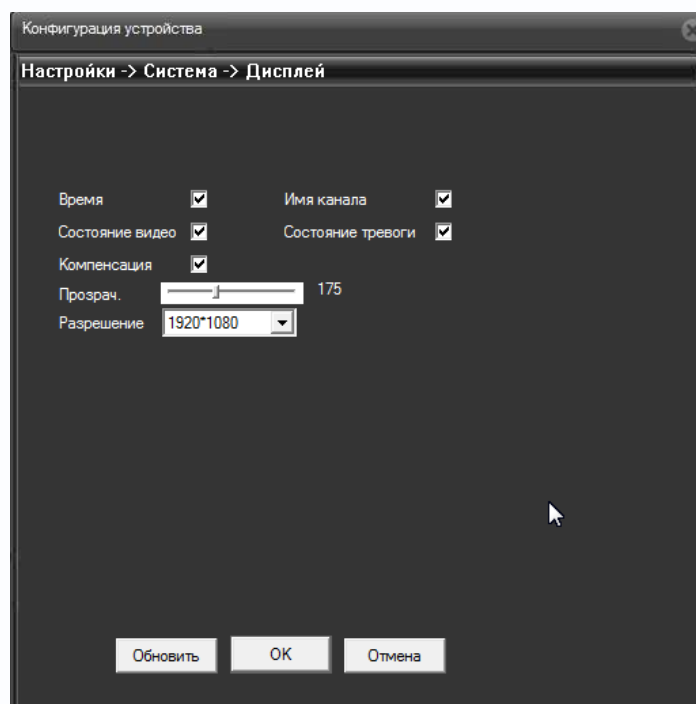 Конфигурация устройства
Настройки -> Система -> Дисплей
Время Имя канала
Состояние видео Состояние тревоги
Компенсация
Прозрач. 175
Разрешение 1920*1080
Обновить OK Отмена